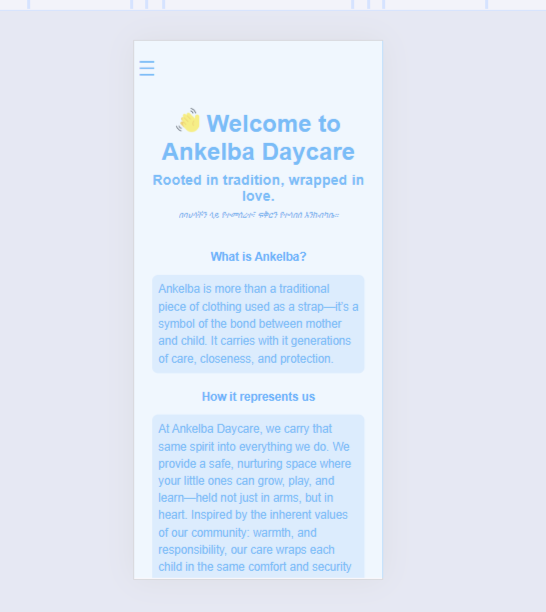 Welcome to
Ankelba Daycare
Rooted in tradition, wrapped in
love.
What is Ankelba?
Ankelba is more than a traditional
piece of clothing used as a strap—it's a
symbol of the bond between mother
and child. It carries with it generations
of care, closeness, and protection.
How it represents us
At Ankelba Daycare, we carry that
same spirit into everything we do. We
provide a safe, nurturing space where
your little ones can grow, play, and
learn—held not just in arms, but in
heart. Inspired by the inherent values
of our community: warmth, and
responsibility, our care wraps each
child in the same comfort and security